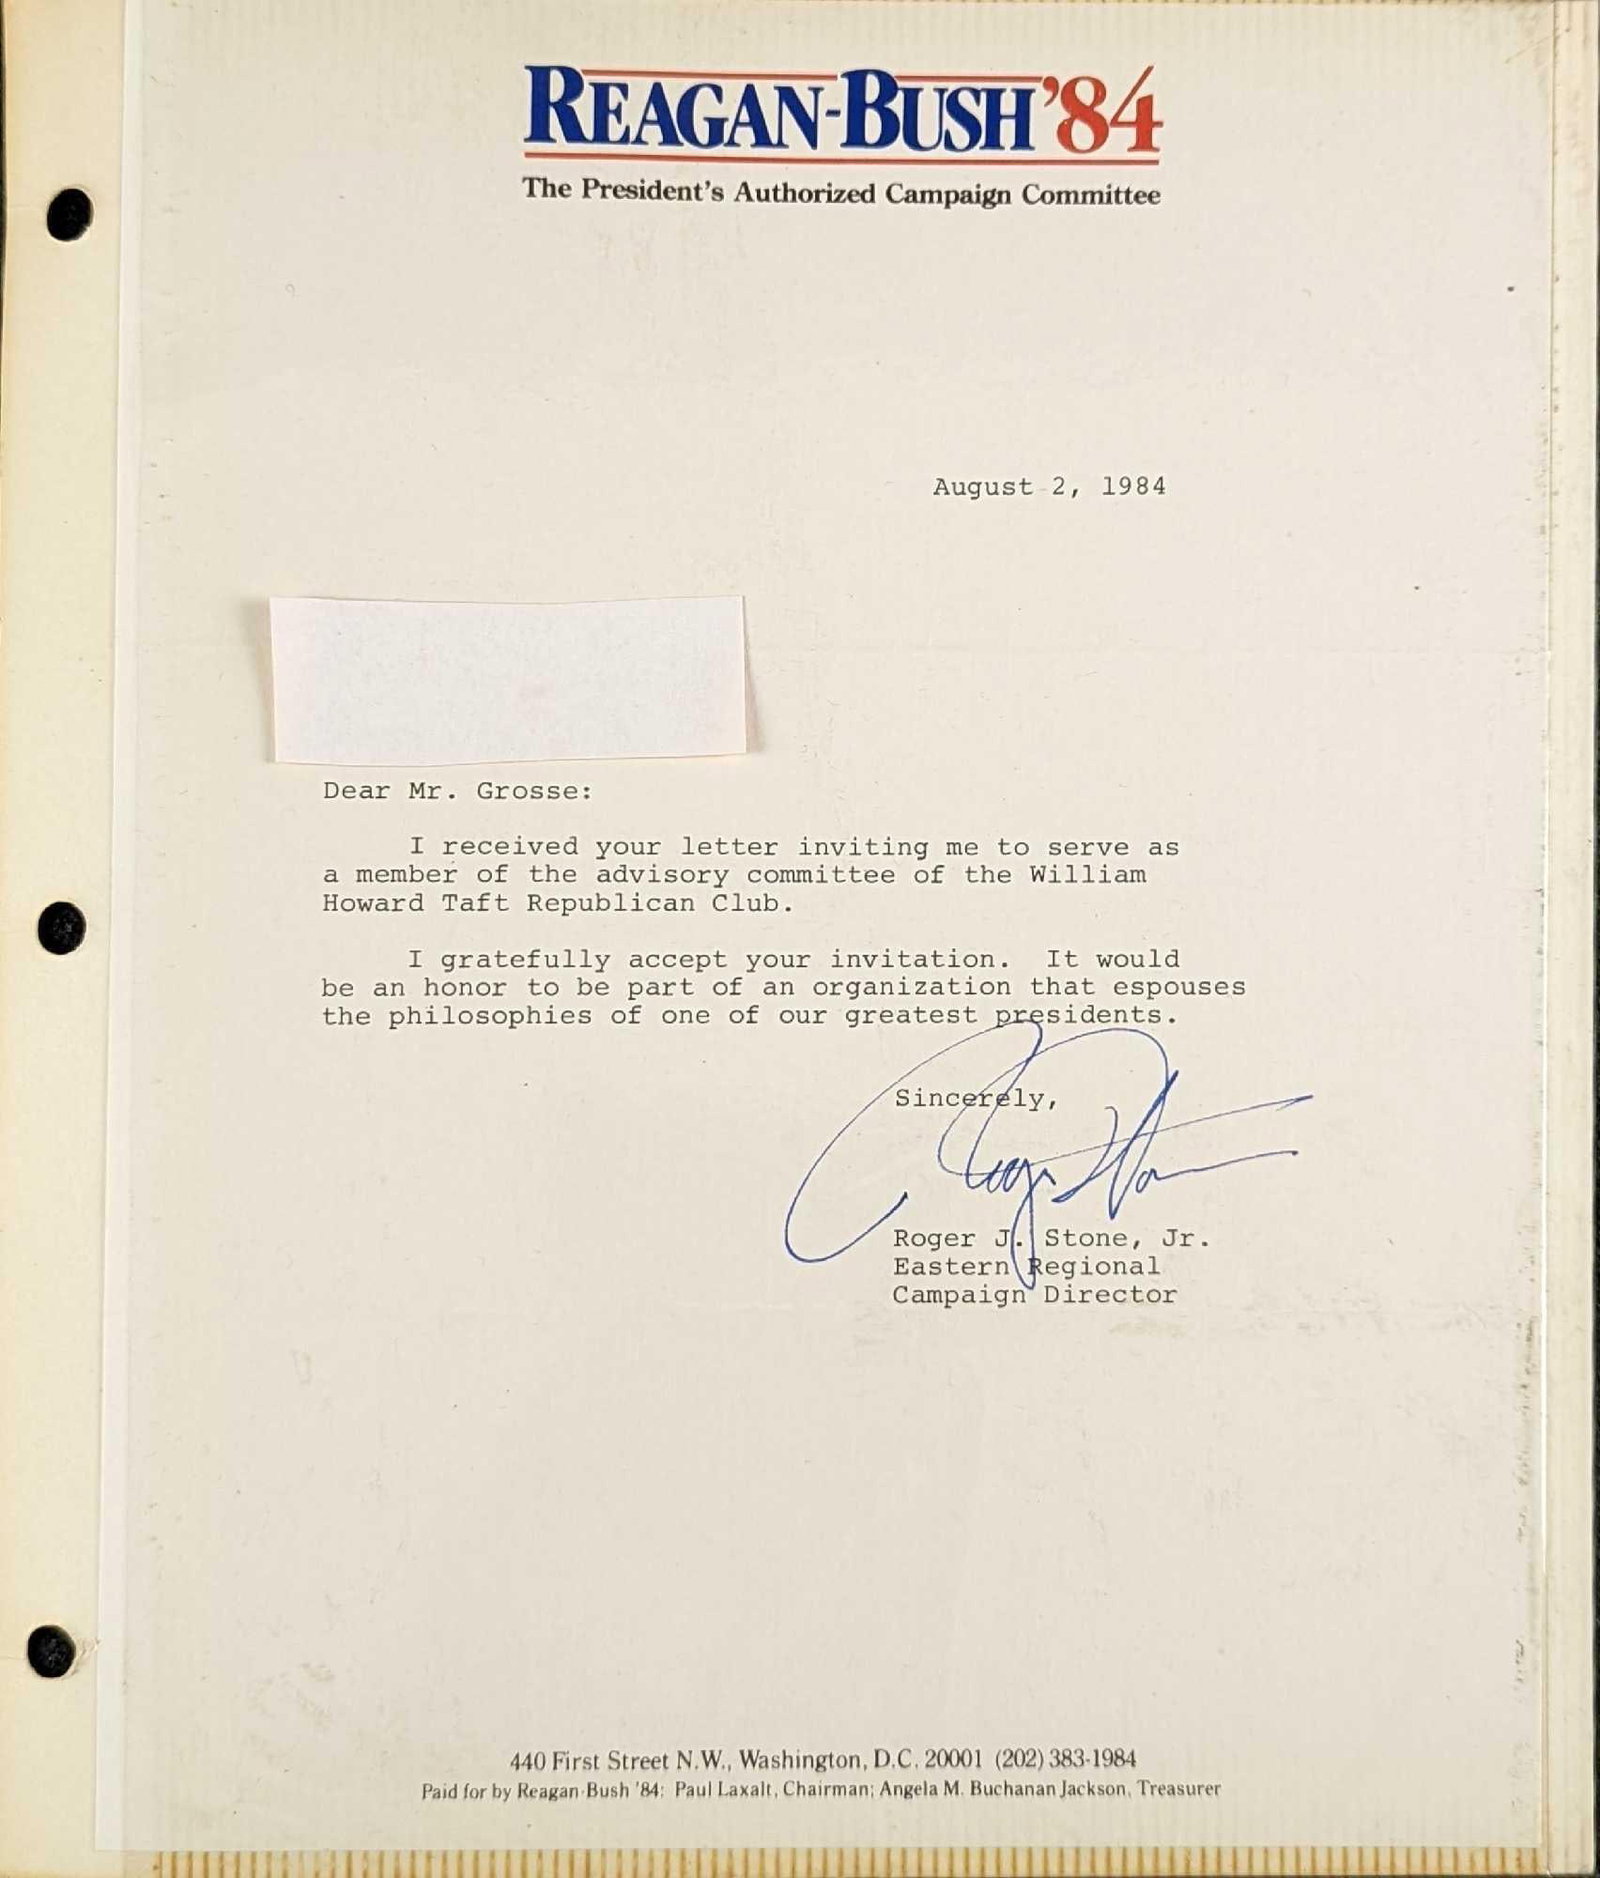 REAGAN-BUSH'84
The President's Authorized Campaign Committee
August 2, 1984
Dear Mr. Grosse:
I received your letter inviting me to serve as
a member of the advisory committee of the William
Howard Taft Republican Club.
I gratefully accept your invitation. It would
be an honor to be part of an organization that espouses
the philosophies of one of our greatest presidents.
Sincerely,
Roger Stone
Roger J. Stone, Jr.
Eastern Regional
Campaign Director
440 First Street N.W., Washington, D.C. 20001 (202) 383-1984
Paid for by Reagan-Bush '84: Paul Laxalt, Chairman; Angela M. Buchanan Jackson, Treasurer